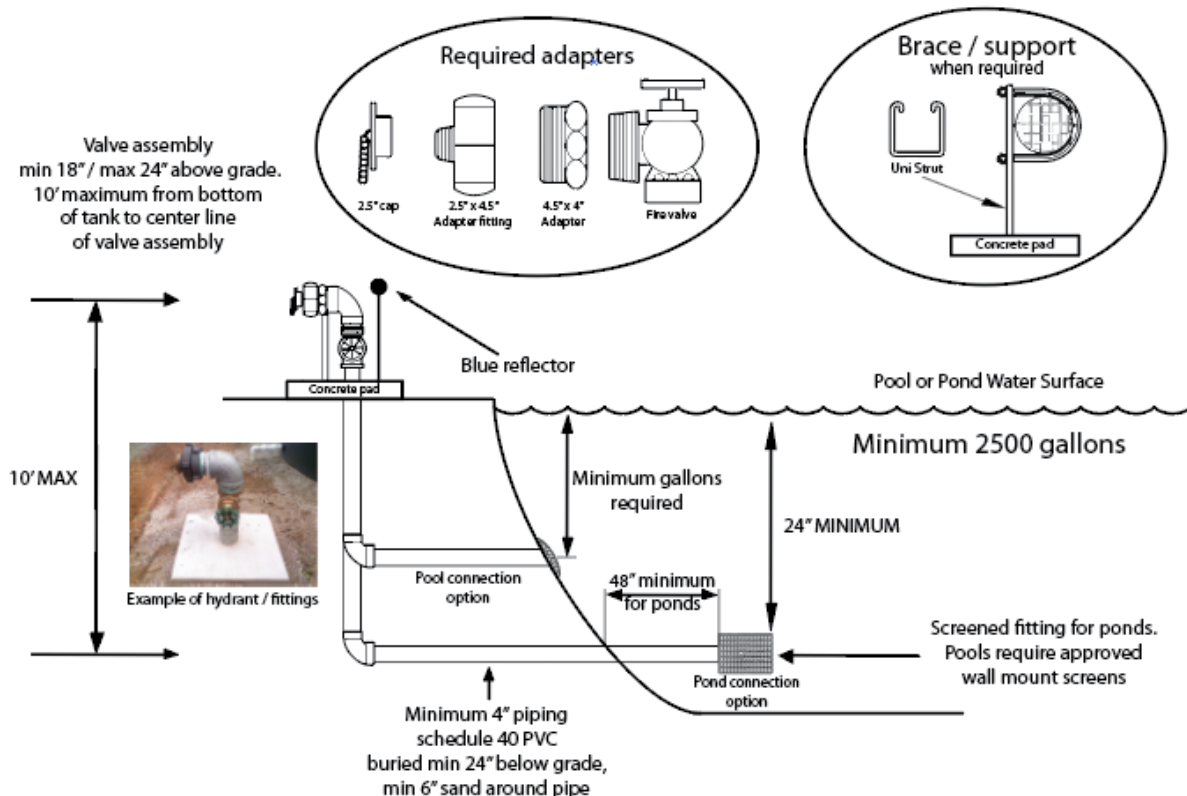 Required adapters
2.5" cap
2.5" x 4.5"
Adapter fitting
4.5" x 4"
Adapter
Fire valve
Brace / support
when required
Uni Strut
Concrete pad
Valve assembly
min 18" / max 24" above grade.
10' maximum from bottom
of tank to center line
of valve assembly
Blue reflector
Concrete pad
Pool or Pond Water Surface
Minimum 2500 gallons
10' MAX
Minimum gallons
required
24" MINIMUM
Example of hydrant / fittings
Pool connection
option
48" minimum
for ponds
Screened fitting for ponds.
Pools require approved
wall mount screens
Pond connection
option
Minimum 4" piping
schedule 40 PVC
buried min 24" below grade,
min 6" sand around pipe